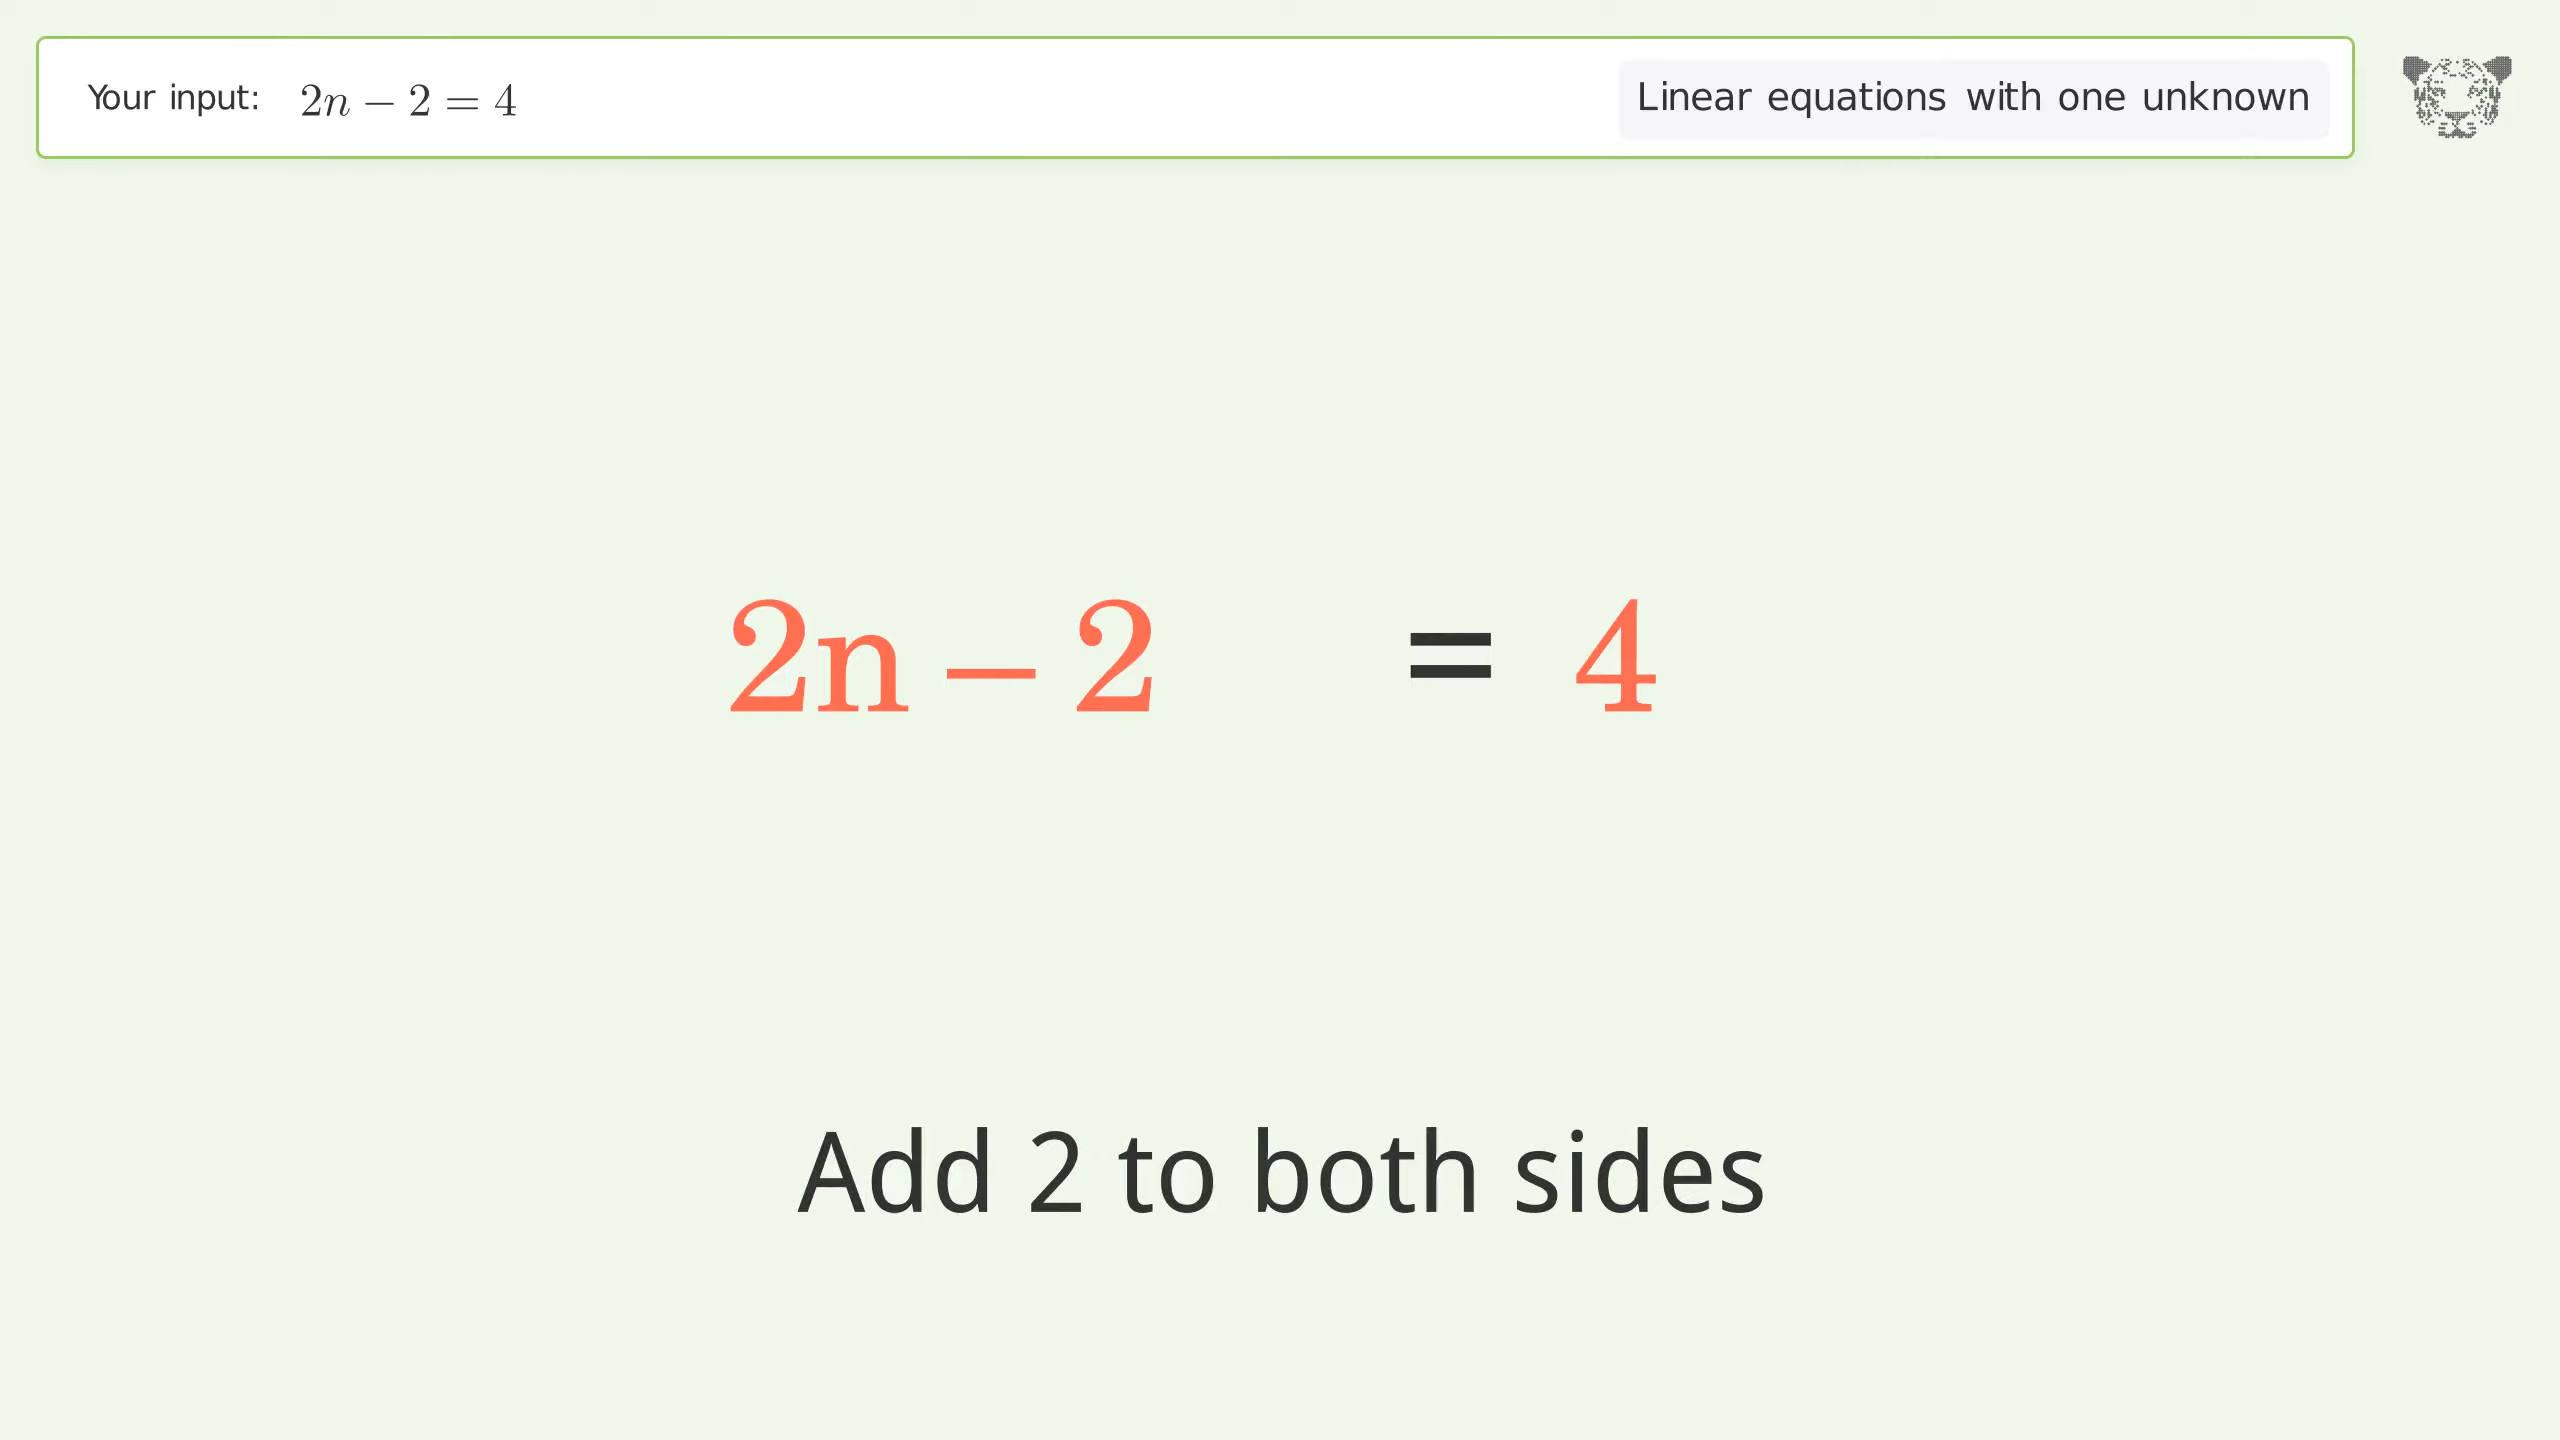 Your input: 2n − 2 = 4
Linear equations with one unknown
2n − 2 = 4
Add 2 to both sides